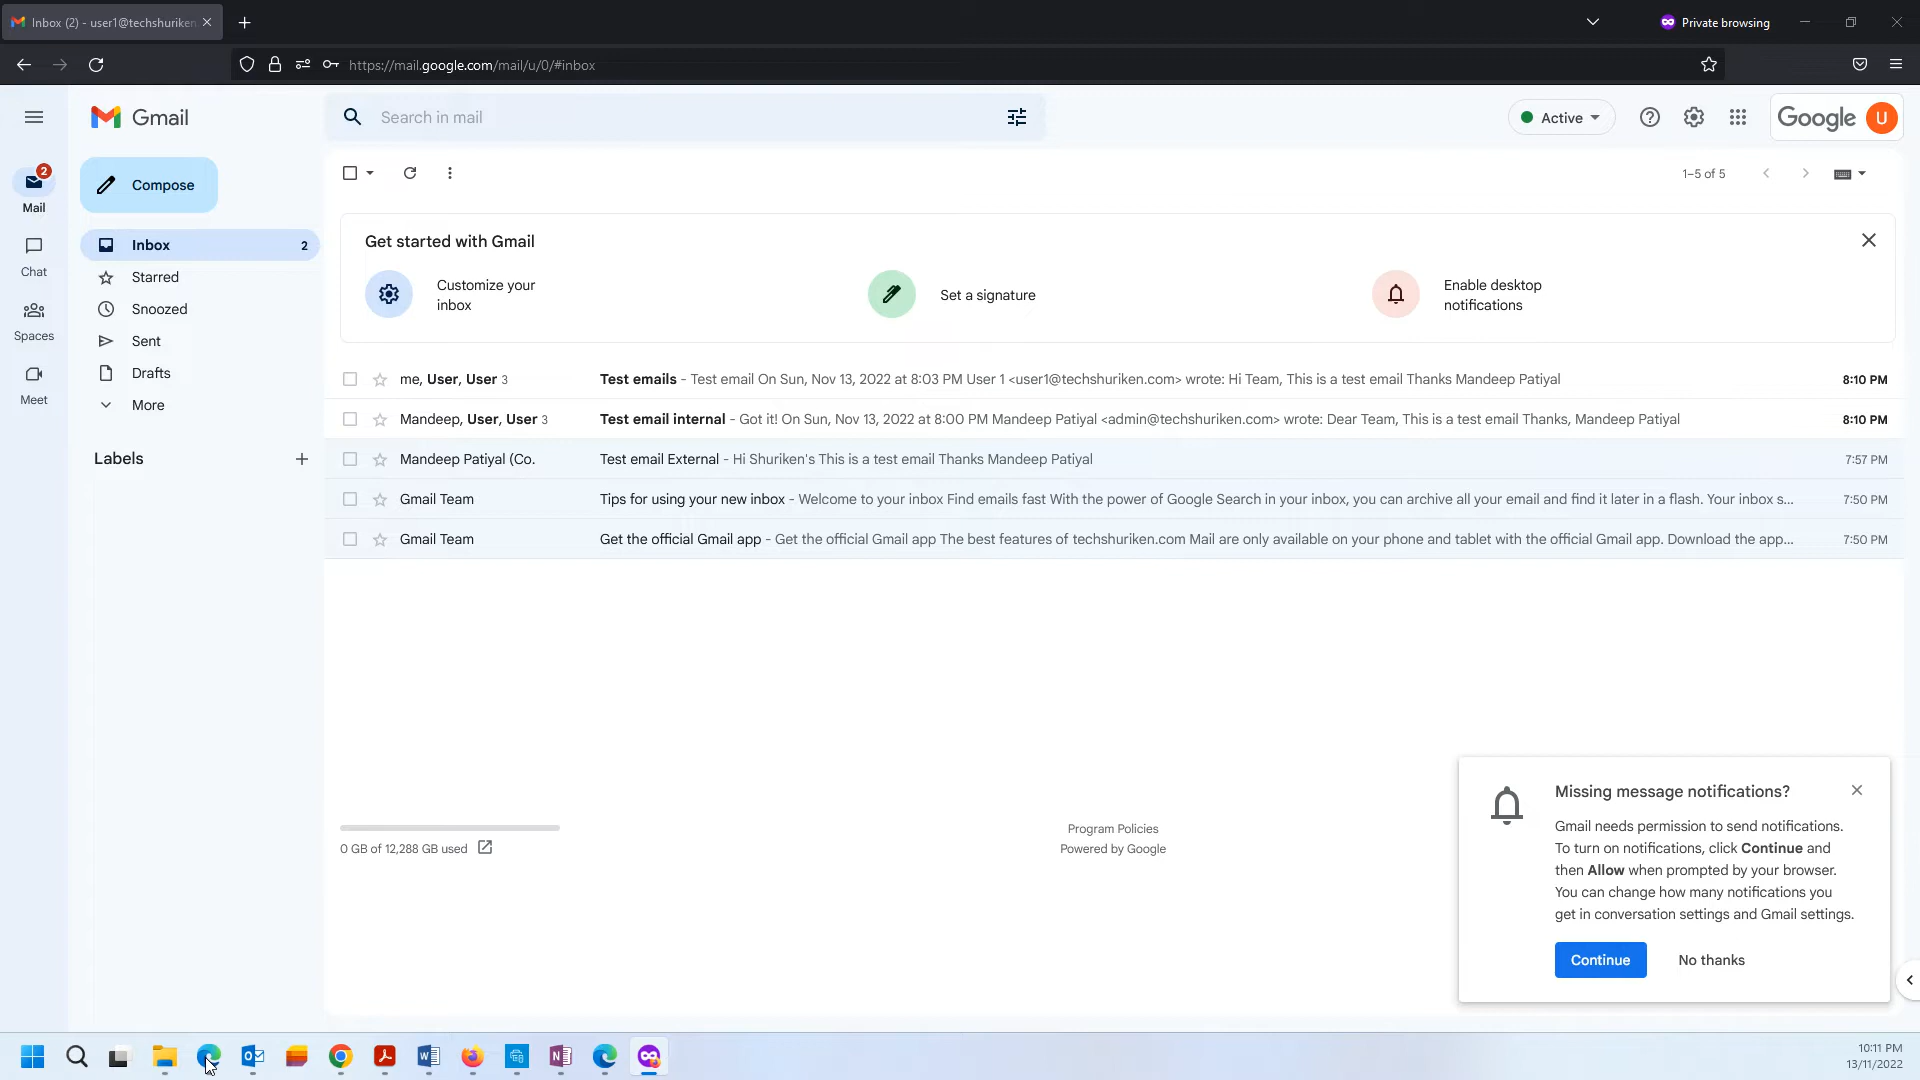 Inbox (2) - user1@techshuriken
Private browsing
https://mail.google.com/mail/u/0/#inbox
Gmail
Search in mail
Active
Google
U
2
Mail
Chat
Spaces
Meet
Compose
Inbox 2
Starred
Snoozed
Sent
Drafts
More
Labels
1–5 of 5
Get started with Gmail
Customize your
inbox
Set a signature
Enable desktop
notifications
me, User, User 3 Test emails - Test email On Sun, Nov 13, 2022 at 8:03 PM User 1 <user1@techshuriken.com> wrote: Hi Team, This is a test email Thanks Mandeep Patiyal 8:10 PM
Mandeep, User, User 3 Test email internal - Got it! On Sun, Nov 13, 2022 at 8:00 PM Mandeep Patiyal <admin@techshuriken.com> wrote: Dear Team, This is a test email Thanks, Mandeep Patiyal 8:10 PM
Mandeep Patiyal (Co. Test email External - Hi Shuriken's This is a test email Thanks Mandeep Patiyal 7:57 PM
Gmail Team Tips for using your new inbox - Welcome to your inbox Find emails fast With the power of Google Search in your inbox, you can archive all your email and find it later in a flash. Your inbox s... 7:50 PM
Gmail Team Get the official Gmail app - Get the official Gmail app The best features of techshuriken.com Mail are only available on your phone and tablet with the official Gmail app. Download the app... 7:50 PM
0 GB of 12,288 GB used
Program Policies
Powered by Google
Missing message notifications?
Gmail needs permission to send notifications.
To turn on notifications, click Continue and
then Allow when prompted by your browser.
You can change how many notifications you
get in conversation settings and Gmail settings.
Continue No thanks
10:11 PM
13/11/2022